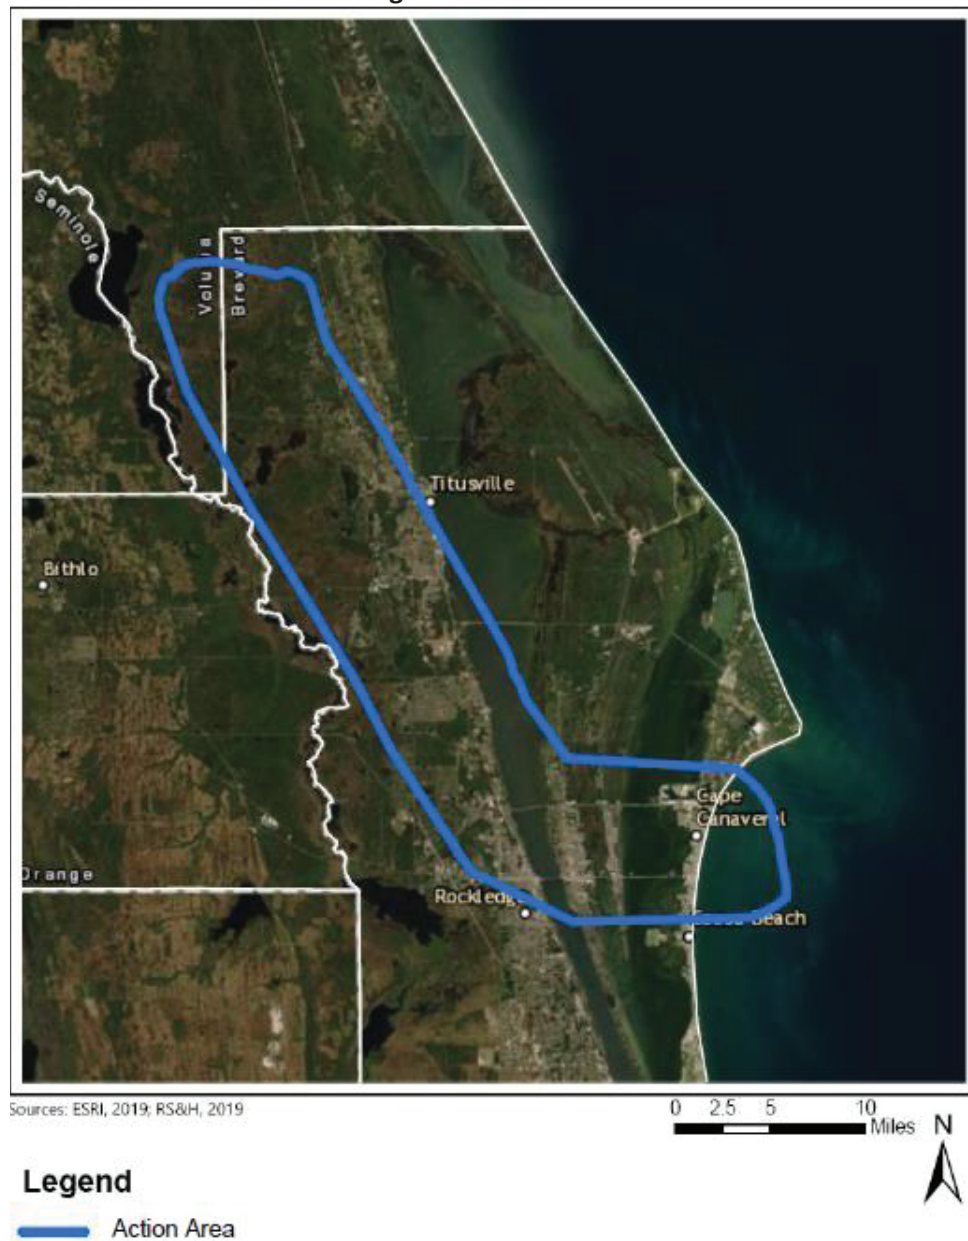 Seminole
Volusia
Brevard
Titusville
Bithlo
Cape
Canaveral
Orange
Rockledge
Cocoa Beach
Sources: ESRI, 2019; RS&H, 2019
0 2.5 5 10
Miles
N
Legend
Action Area